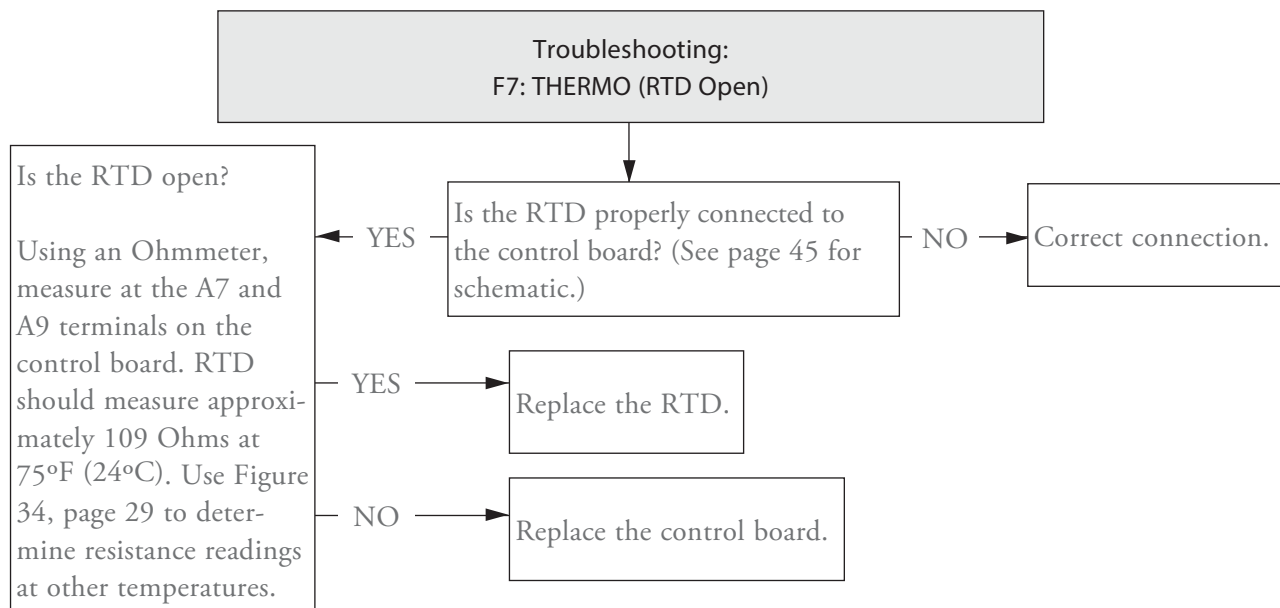 Troubleshooting:
F7: THERMO (RTD Open)
Is the RTD properly connected to
the control board? (See page 45 for
schematic.)
NO
Correct connection.
YES
Is the RTD open?
Using an Ohmmeter,
measure at the A7 and
A9 terminals on the
control board. RTD
should measure approxi-
mately 109 Ohms at
75ºF (24ºC). Use Figure
34, page 29 to deter-
mine resistance readings
at other temperatures.
YES
Replace the RTD.
NO
Replace the control board.